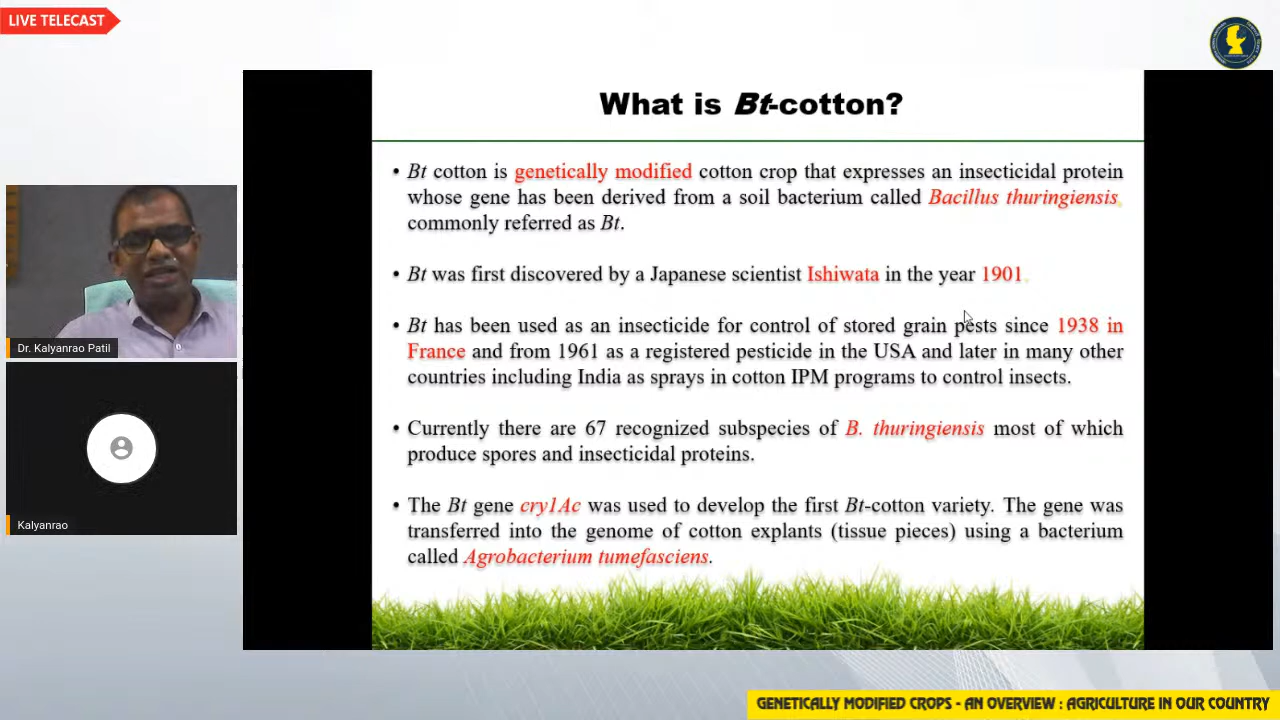 LIVE TELECAST
What is Bt-cotton?
• Bt cotton is genetically modified cotton crop that expresses an insecticidal protein
whose gene has been derived from a soil bacterium called Bacillus thuringiensis,
commonly referred as Bt.
• Bt was first discovered by a Japanese scientist Ishiwata in the year 1901.
• Bt has been used as an insecticide for control of stored grain pests since 1938 in
France and from 1961 as a registered pesticide in the USA and later in many other
countries including India as sprays in cotton IPM programs to control insects.
• Currently there are 67 recognized subspecies of B. thuringiensis most of which
produce spores and insecticidal proteins.
• The Bt gene cry1Ac was used to develop the first Bt-cotton variety. The gene was
transferred into the genome of cotton explants (tissue pieces) using a bacterium
called Agrobacterium tumefasciens.
Dr. Kalyanrao Patil
Kalyanrao
GENETICALLY MODIFIED CROPS - AN OVERVIEW : AGRICULTURE IN OUR COUNTRY